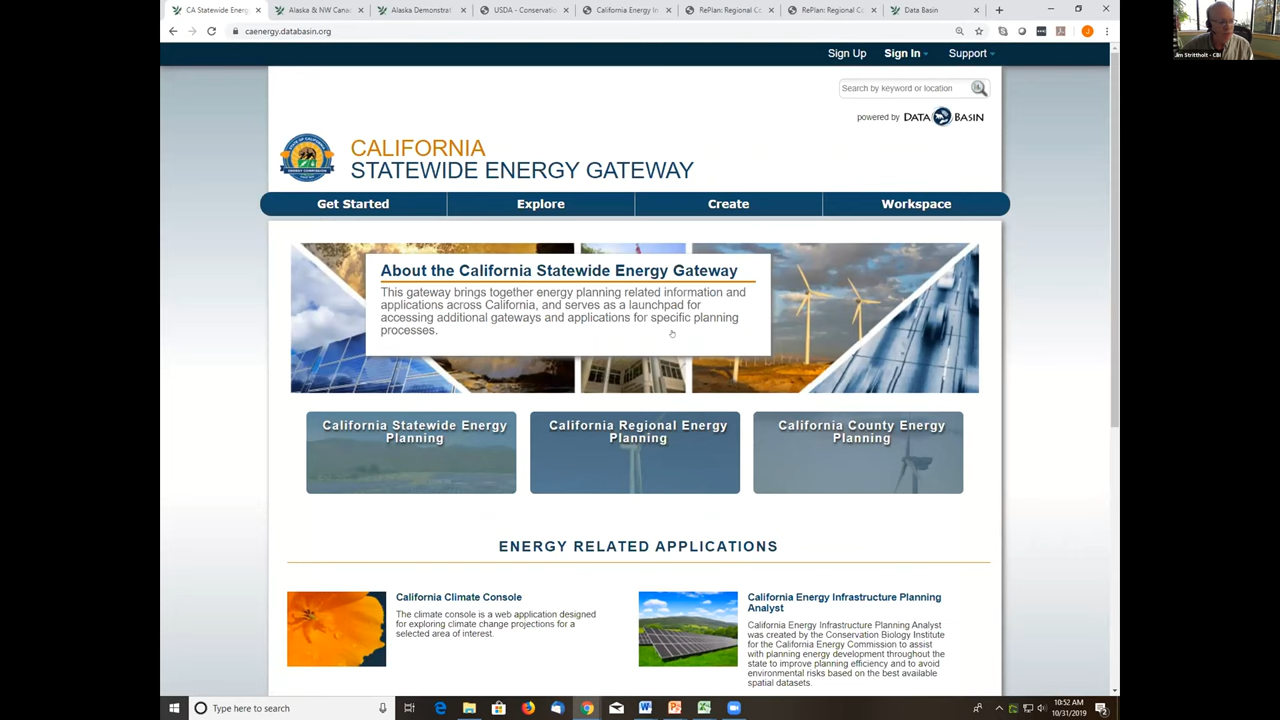 CA Statewide Energ
Alaska & NW Canad
Alaska Demonstrat
USDA - Conservatio
California Energy In
RePlan: Regional Co
RePlan: Regional Co
Data Basin
caenergy.databasin.org
Jim Strittholt - CBI
Sign Up
Sign In
Support
Search by keyword or location
powered by DATA BASIN
CALIFORNIA
STATEWIDE ENERGY GATEWAY
Get Started
Explore
Create
Workspace
About the California Statewide Energy Gateway
This gateway brings together energy planning related information and
applications across California, and serves as a launchpad for
accessing additional gateways and applications for specific planning
processes.
California Statewide Energy
Planning
California Regional Energy
Planning
California County Energy
Planning
ENERGY RELATED APPLICATIONS
California Climate Console
The climate console is a web application designed
for exploring climate change projections for a
selected area of interest.
California Energy Infrastructure Planning
Analyst
California Energy Infrastructure Planning Analyst
was created by the Conservation Biology Institute
for the California Energy Commission to assist
with planning energy development throughout the
state to improve planning efficiency and to avoid
environmental risks based on the best available
spatial datasets.
Type here to search
10:52 AM
10/31/2019